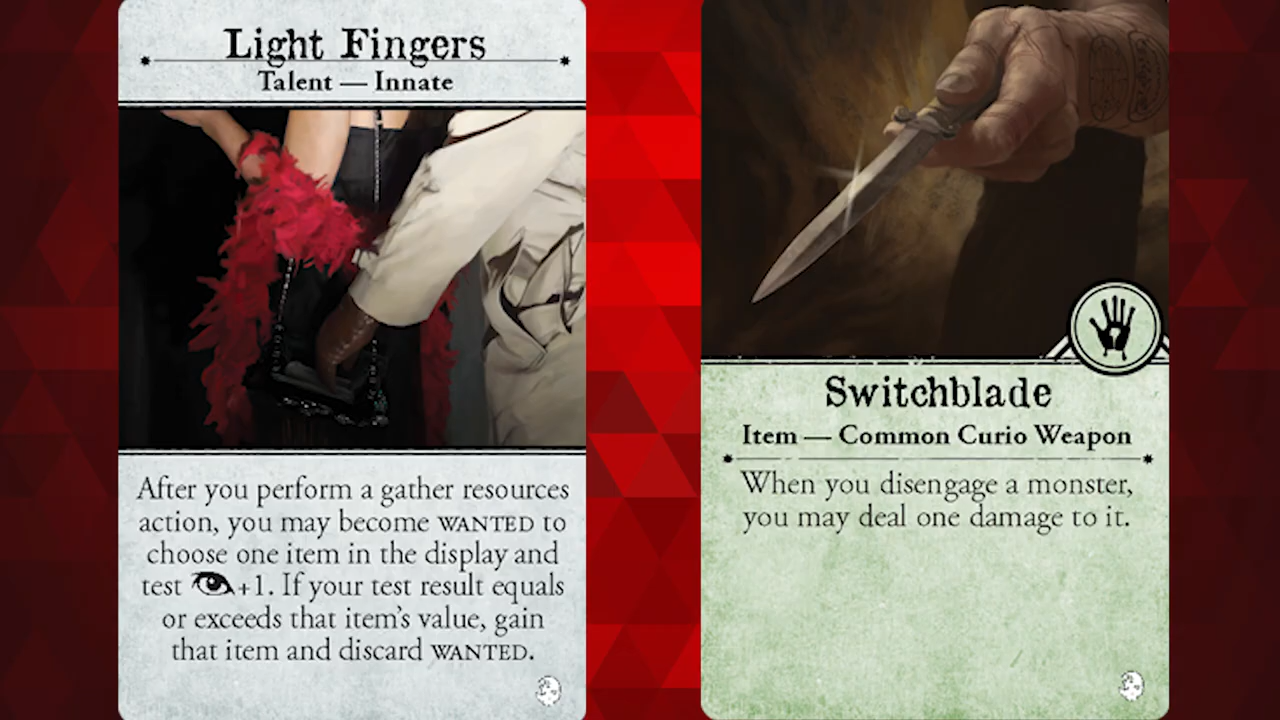 Light Fingers
Talent — Innate
After you perform a gather resources
action, you may become WANTED to
choose one item in the display and
test +1. If your test result equals
or exceeds that item's value, gain
that item and discard WANTED.
Switchblade
Item — Common Curio Weapon
When you disengage a monster,
you may deal one damage to it.